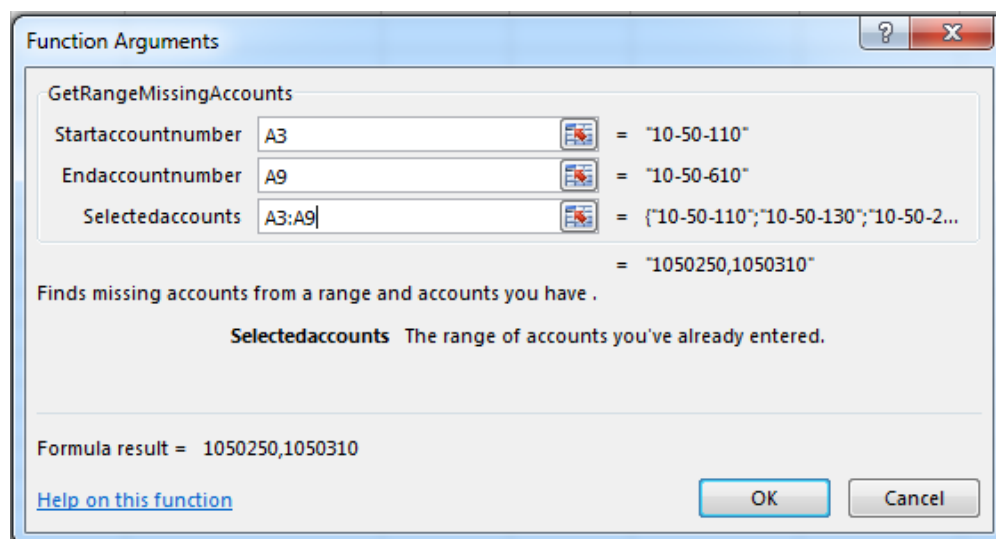 Function Arguments
GetRangeMissingAccounts
Startaccountnumber A3 = "10-50-110"
Endaccountnumber A9 = "10-50-610"
Selectedaccounts A3:A9 = {"10-50-110";"10-50-130";"10-50-2...
= "1050250,1050310"
Finds missing accounts from a range and accounts you have .
Selectedaccounts The range of accounts you've already entered.
Formula result = 1050250,1050310
Help on this function OK Cancel